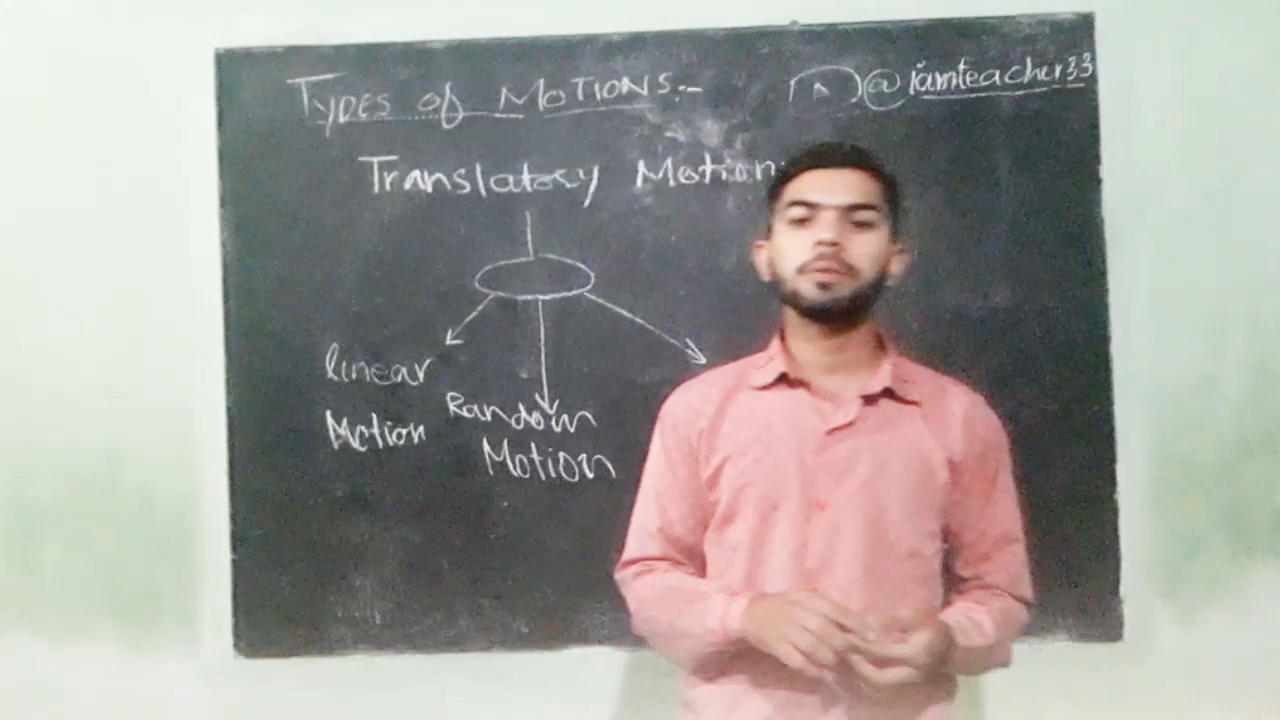 TYPES of MOTIONS:-
@iamteacher33
Translatory Motion:
linear
Motion
Random
Motion